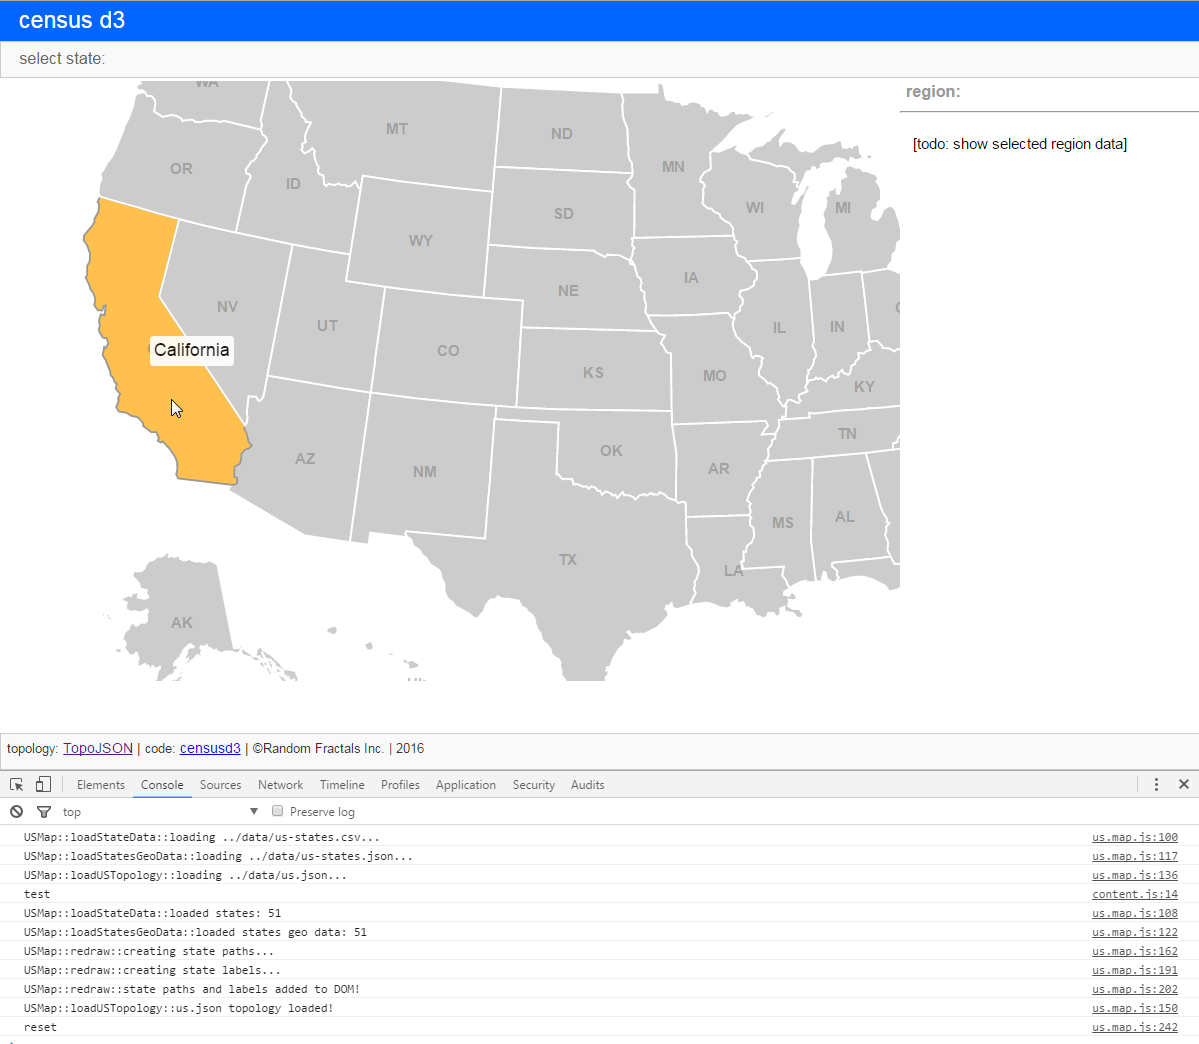 census d3
select state:
region:
[todo: show selected region data]
WA
MT
ND
MN
OR
ID
SD
WI
MI
WY
IA
NE
NV
UT
CO
IL
IN
California
KS
MO
KY
TN
OK
AZ
NM
AR
MS
AL
TX
LA
AK
topology: TopoJSON | code: censusd3 | ©Random Fractals Inc. | 2016
Elements Console Sources Network Timeline Profiles Application Security Audits
top ▼ Preserve log
USMap::loadStateData::loading ../data/us-states.csv... us.map.js:100
USMap::loadStatesGeoData::loading ../data/us-states.json... us.map.js:117
USMap::loadUSTopology::loading ../data/us.json... us.map.js:136
test content.js:14
USMap::loadStateData::loaded states: 51 us.map.js:108
USMap::loadStatesGeoData::loaded states geo data: 51 us.map.js:122
USMap::redraw::creating state paths... us.map.js:162
USMap::redraw::creating state labels... us.map.js:191
USMap::redraw::state paths and labels added to DOM! us.map.js:202
USMap::loadUSTopology::us.json topology loaded! us.map.js:150
reset us.map.js:242